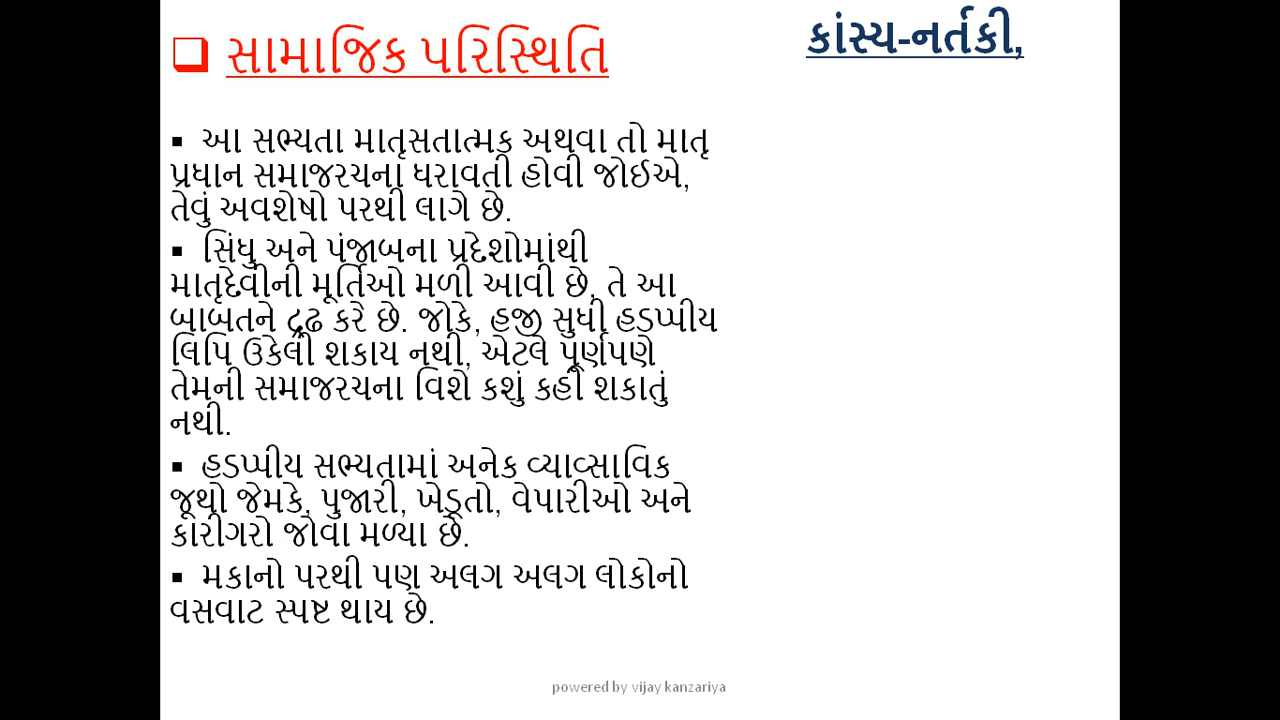 ❑ સામાજિક પરિસ્થિતિ
કાંસ્ય-નર્તકી,
▪ આ સભ્યતા માતૃસતાત્મક અથવા તો માતૃ
પ્રધાન સમાજરચના ધરાવતી હોવી જોઈએ,
તેવું અવશેષો પરથી લાગે છે.
▪ સિંધુ અને પંજાબના પ્રદેશોમાંથી
માતૃદેવીની મૂર્તિઓ મળી આવી છે, તે આ
બાબતને દ્રઢ કરે છે. જોકે, હજી સુધી હડપ્પીય
લિપિ ઉકેલી શકાય નથી, એટલે પૂર્ણપણે
તેમની સમાજરચના વિશે કશું કહી શકાતું
નથી.
▪ હડપ્પીય સભ્યતામાં અનેક વ્યાવ્સાવિક
જૂથો જેમકે, પુજારી, ખેડૂતો, વેપારીઓ અને
કારીગરો જોવા મળ્યા છે.
▪ મકાનો પરથી પણ અલગ અલગ લોકોનો
વસવાટ સ્પષ્ટ થાય છે.
powered by vijay kanzariya